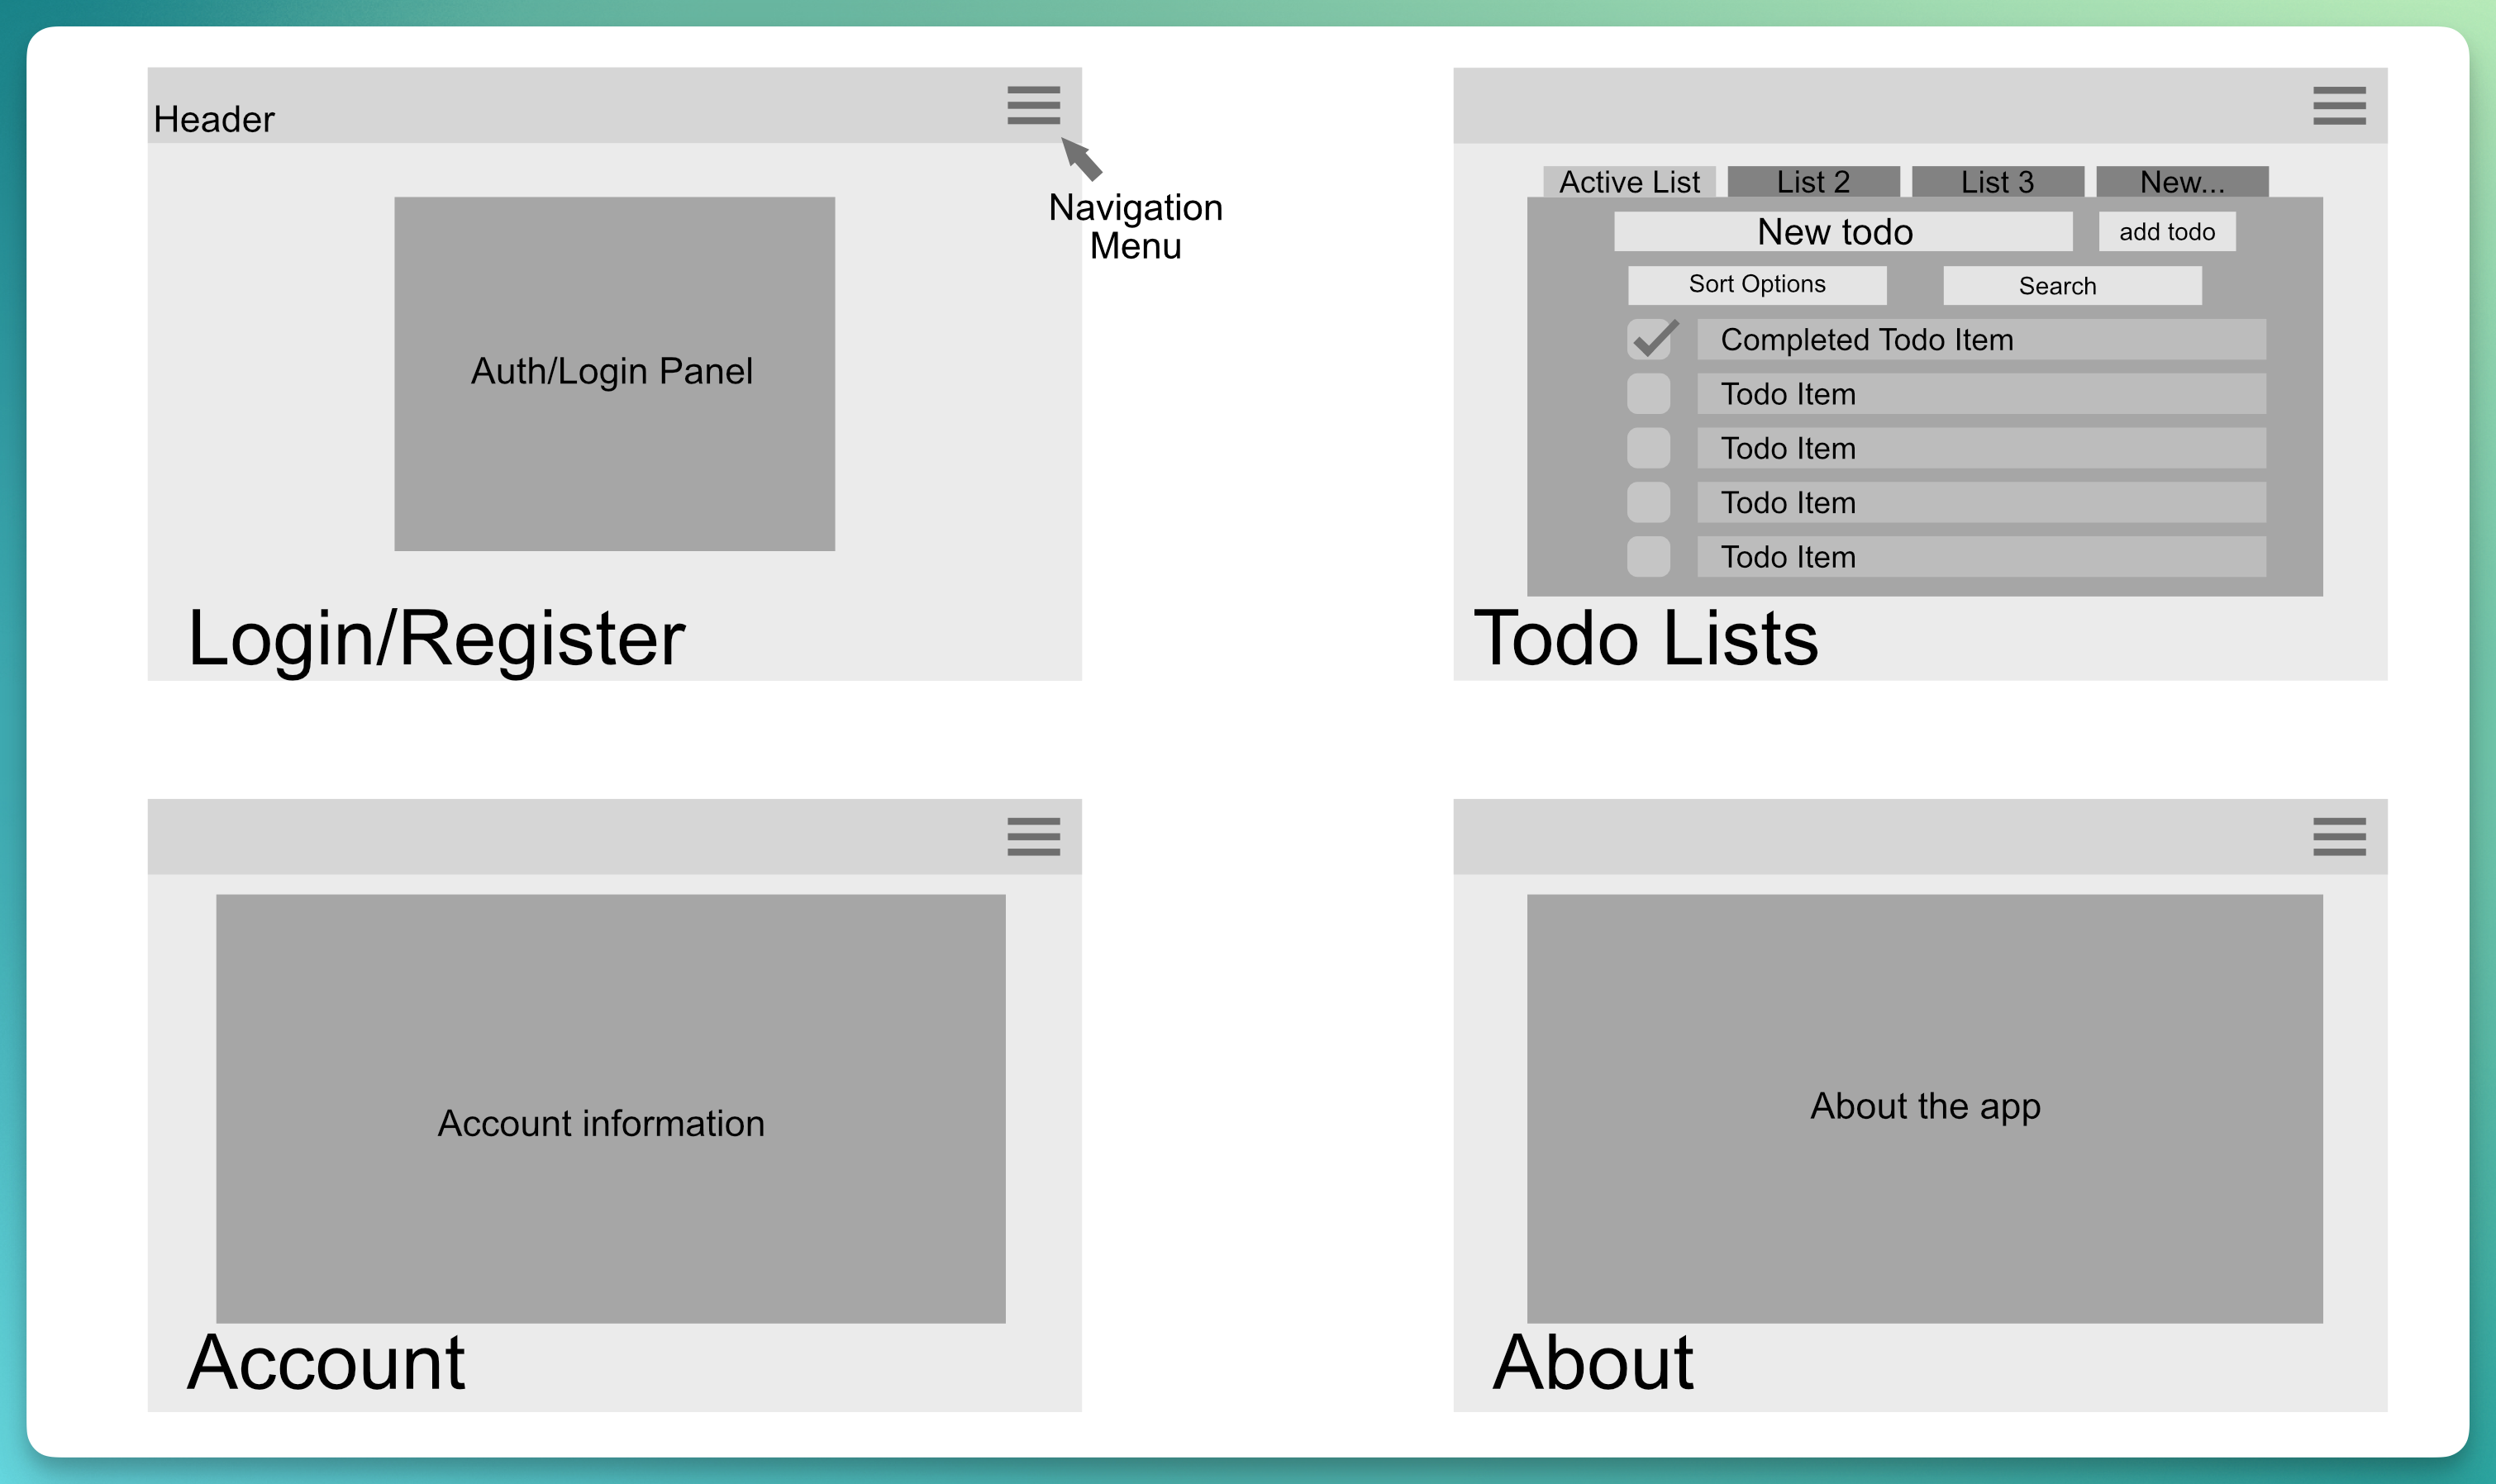 Header
Navigation
Menu
Auth/Login Panel
Login/Register
Active List
List 2
List 3
New...
New todo
add todo
Sort Options
Search
Completed Todo Item
Todo Item
Todo Item
Todo Item
Todo Item
Todo Lists
Account information
Account
About the app
About